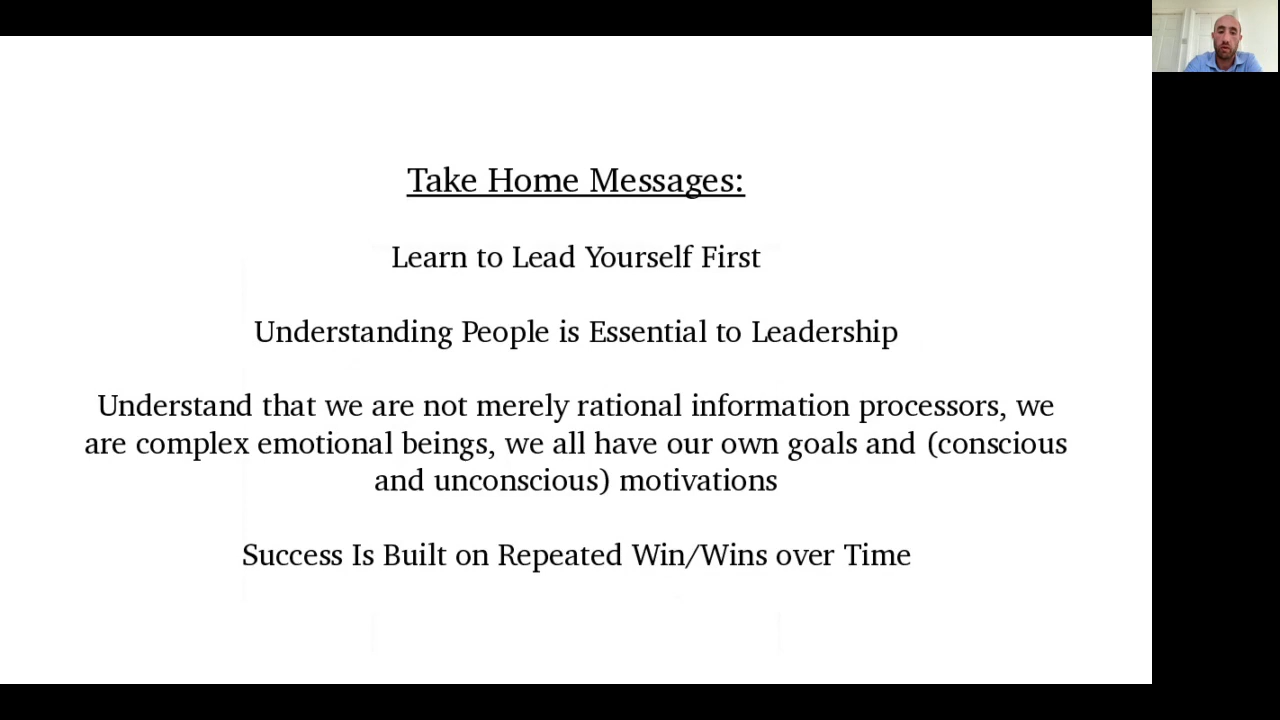 Take Home Messages:
Learn to Lead Yourself First
Understanding People is Essential to Leadership
Understand that we are not merely rational information processors, we
are complex emotional beings, we all have our own goals and (conscious
and unconscious) motivations
Success Is Built on Repeated Win/Wins over Time